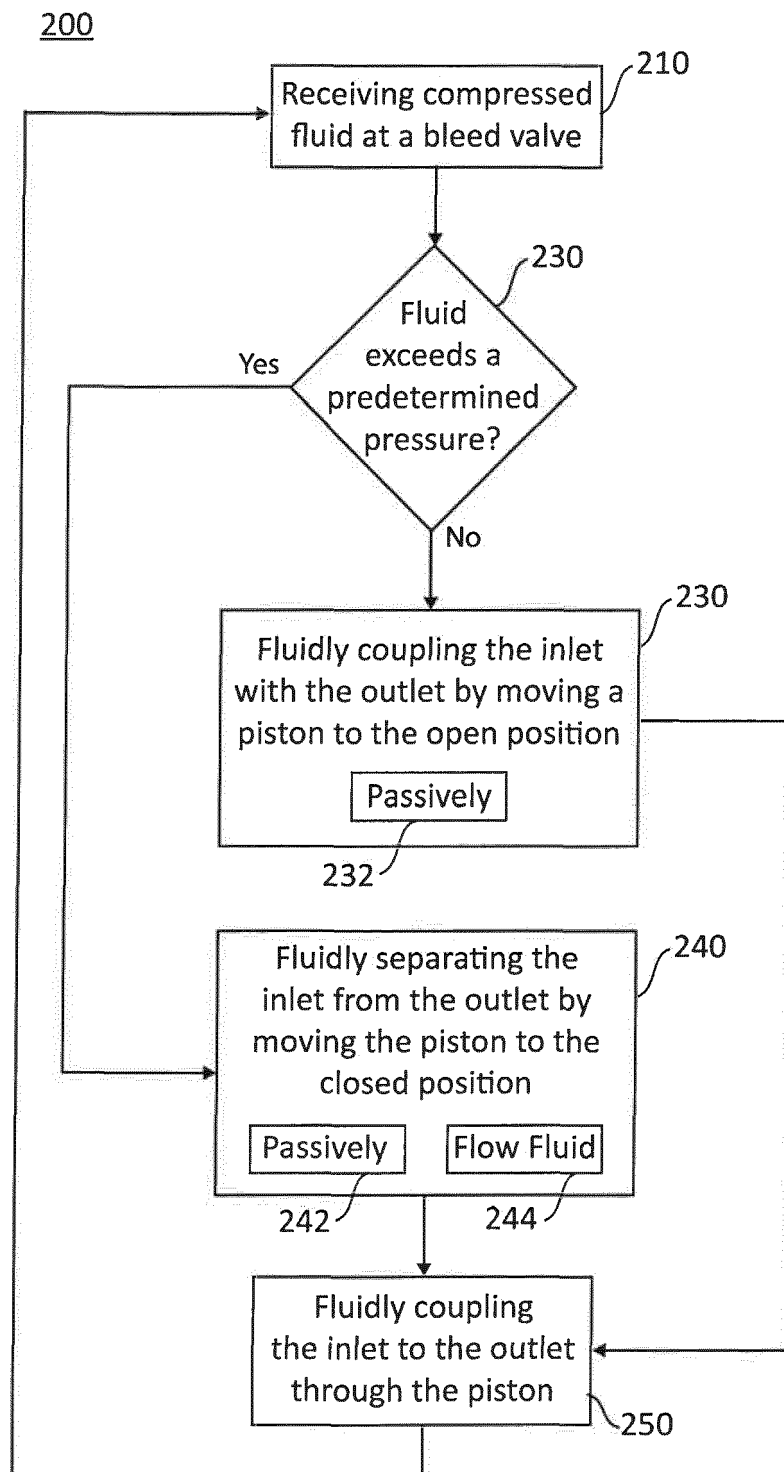 200
210
Receiving compressed
fluid at a bleed valve
230
Fluid
exceeds a
predetermined
pressure?
Yes
No
230
Fluidly coupling the inlet
with the outlet by moving a
piston to the open position
Passively
232
240
Fluidly separating the
inlet from the outlet by
moving the piston to the
closed position
Passively
Flow Fluid
242
244
Fluidly coupling
the inlet to the outlet
through the piston
250